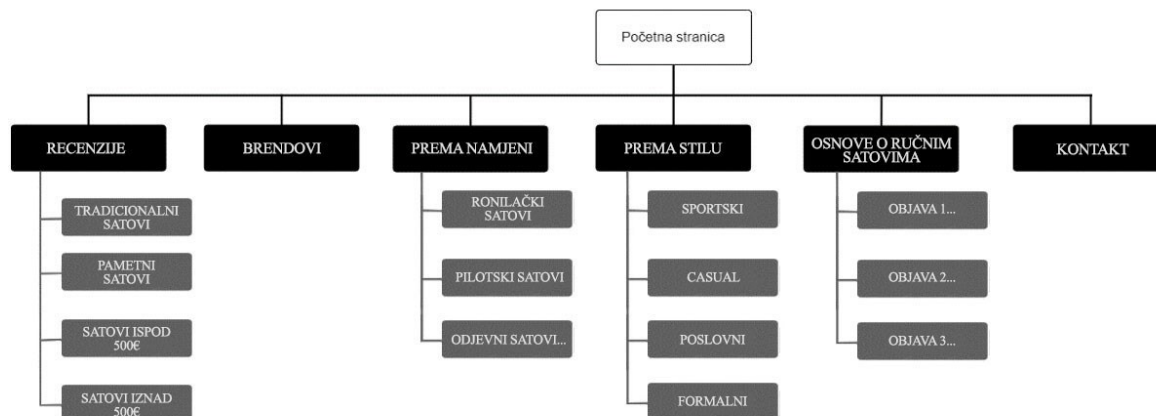 Početna stranica
RECENZIJE
BRENDOVI
PREMA NAMJENI
PREMA STILU
OSNOVE O RUČNIM
SATOVIMA
KONTAKT
TRADICIONALNI
SATOVI
PAMETNI
SATOVI
SATOVI ISPOD
500€
SATOVI IZNAD
500€
RONILAČKI
SATOVI
PILOTSKI SATOVI
ODJEVNI SATOVI...
SPORTSKI
CASUAL
POSLOVNI
FORMALNI
OBJAVA 1...
OBJAVA 2...
OBJAVA 3...